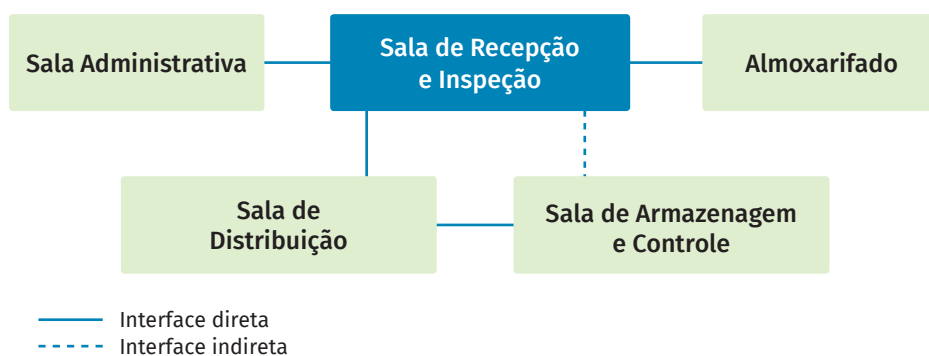 Sala Administrativa
Sala de Recepção
e Inspeção
Almoxarifado
Sala de
Distribuição
Sala de Armazenagem
e Controle
Interface direta
Interface indireta